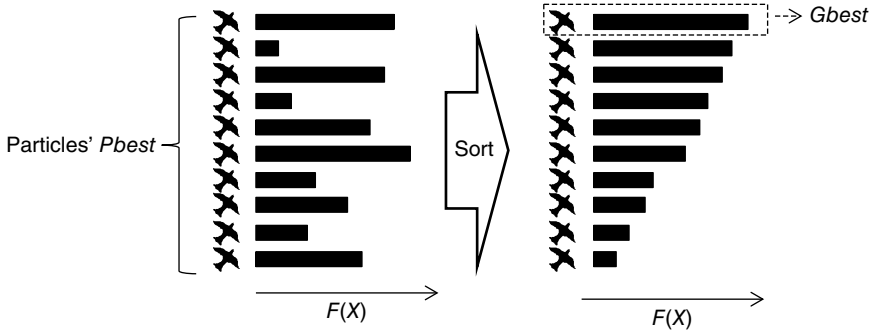 Gbest
Particles’ Pbest
Sort
F(X)
F(X)